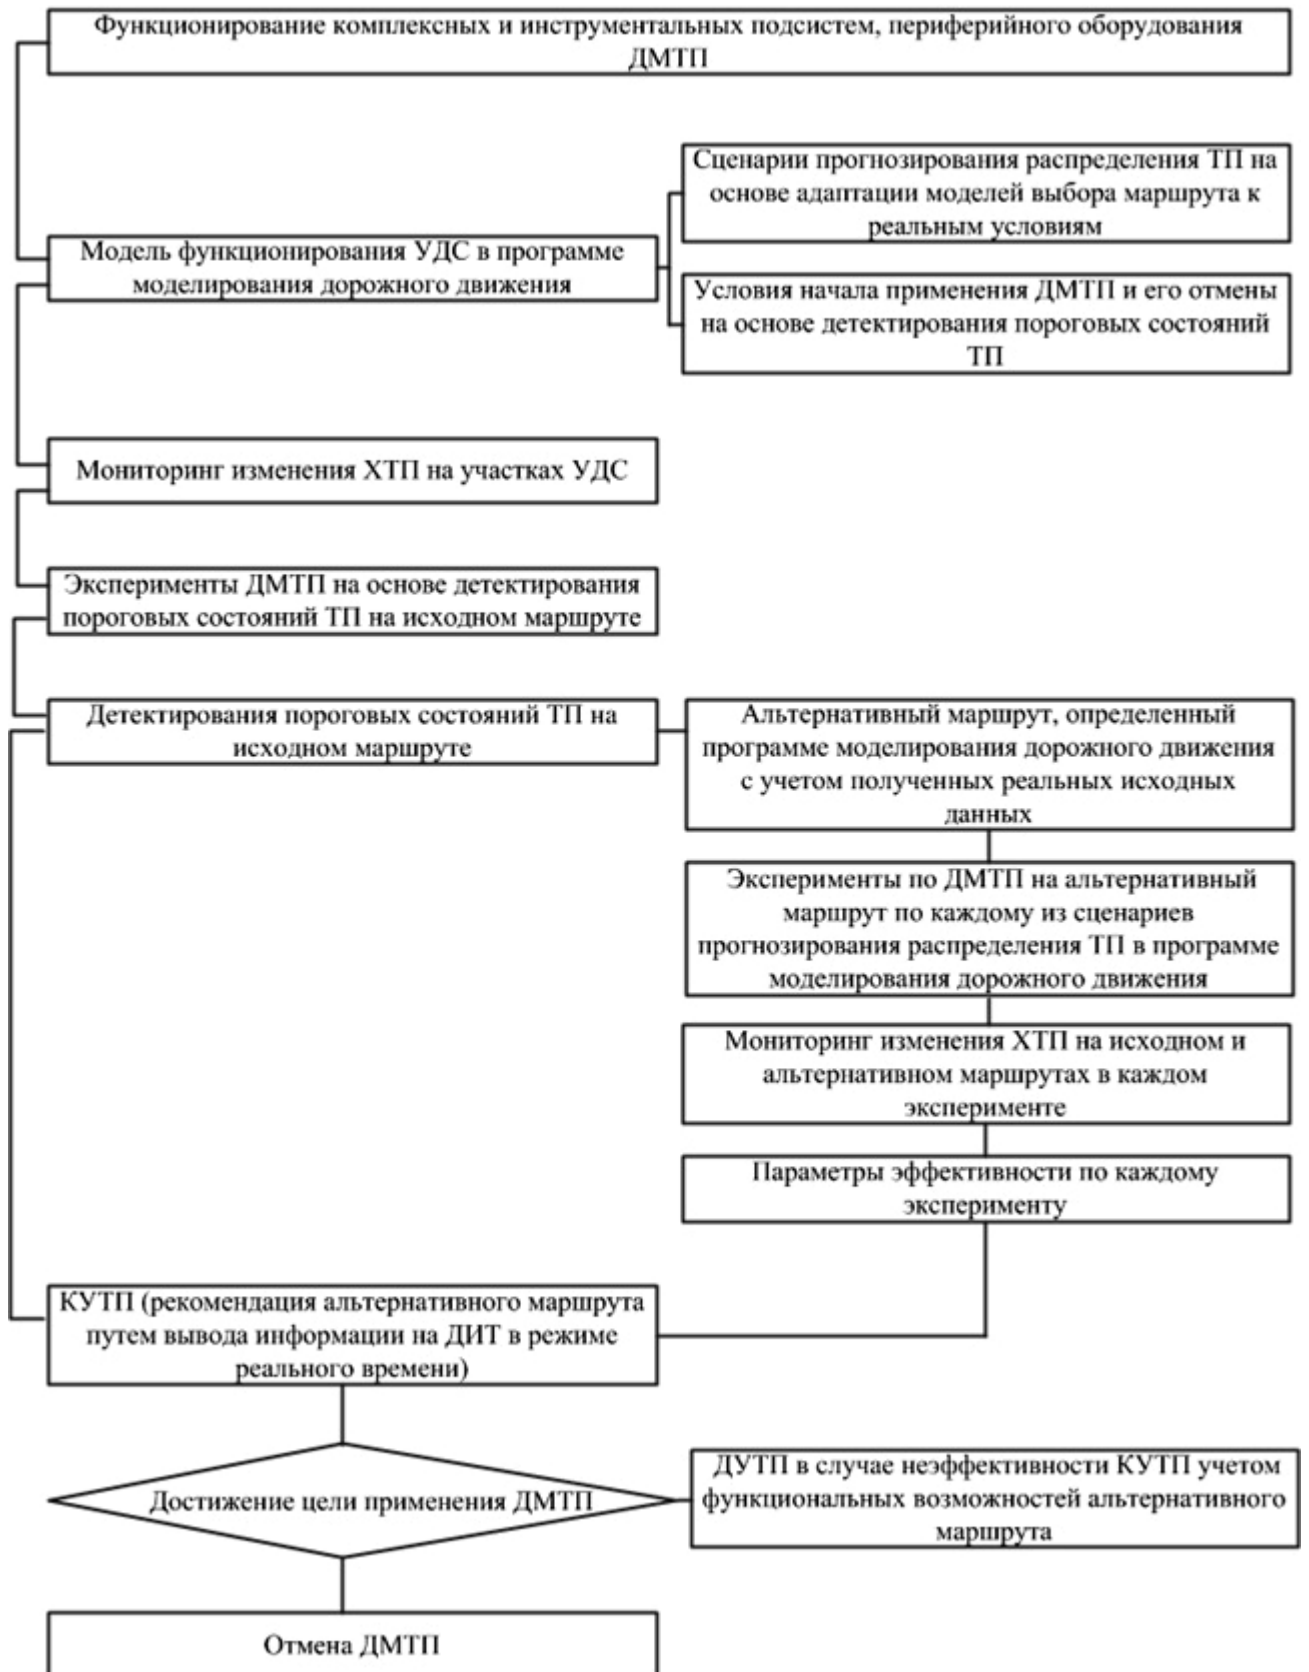 Функционирование комплексных и инструментальных подсистем, периферийного оборудования
ДМТП
Сценарии прогнозирования распределения ТП на
основе адаптации моделей выбора маршрута к
реальным условиям
Модель функционирования УДС в программе
моделирования дорожного движения
Условия начала применения ДМТП и его отмены
на основе детектирования пороговых состояний
ТП
Мониторинг изменения ХТП на участках УДС
Эксперименты ДМТП на основе детектирования
пороговых состояний ТП на исходном маршруте
Детектирования пороговых состояний ТП на
исходном маршруте
Альтернативный маршрут, определенный
программе моделирования дорожного движения
с учетом полученных реальных исходных
данных
Эксперименты по ДМТП на альтернативный
маршрут по каждому из сценариев
прогнозирования распределения ТП в программе
моделирования дорожного движения
Мониторинг изменения ХТП на исходном и
альтернативном маршрутах в каждом
эксперименте
Параметры эффективности по каждому
эксперименту
КУТП (рекомендация альтернативного маршрута
путем вывода информации на ДИТ в режиме
реального времени)
Достижение цели применения ДМТП
ДУТП в случае неэффективности КУТП учетом
функциональных возможностей альтернативного
маршрута
Отмена ДМТП